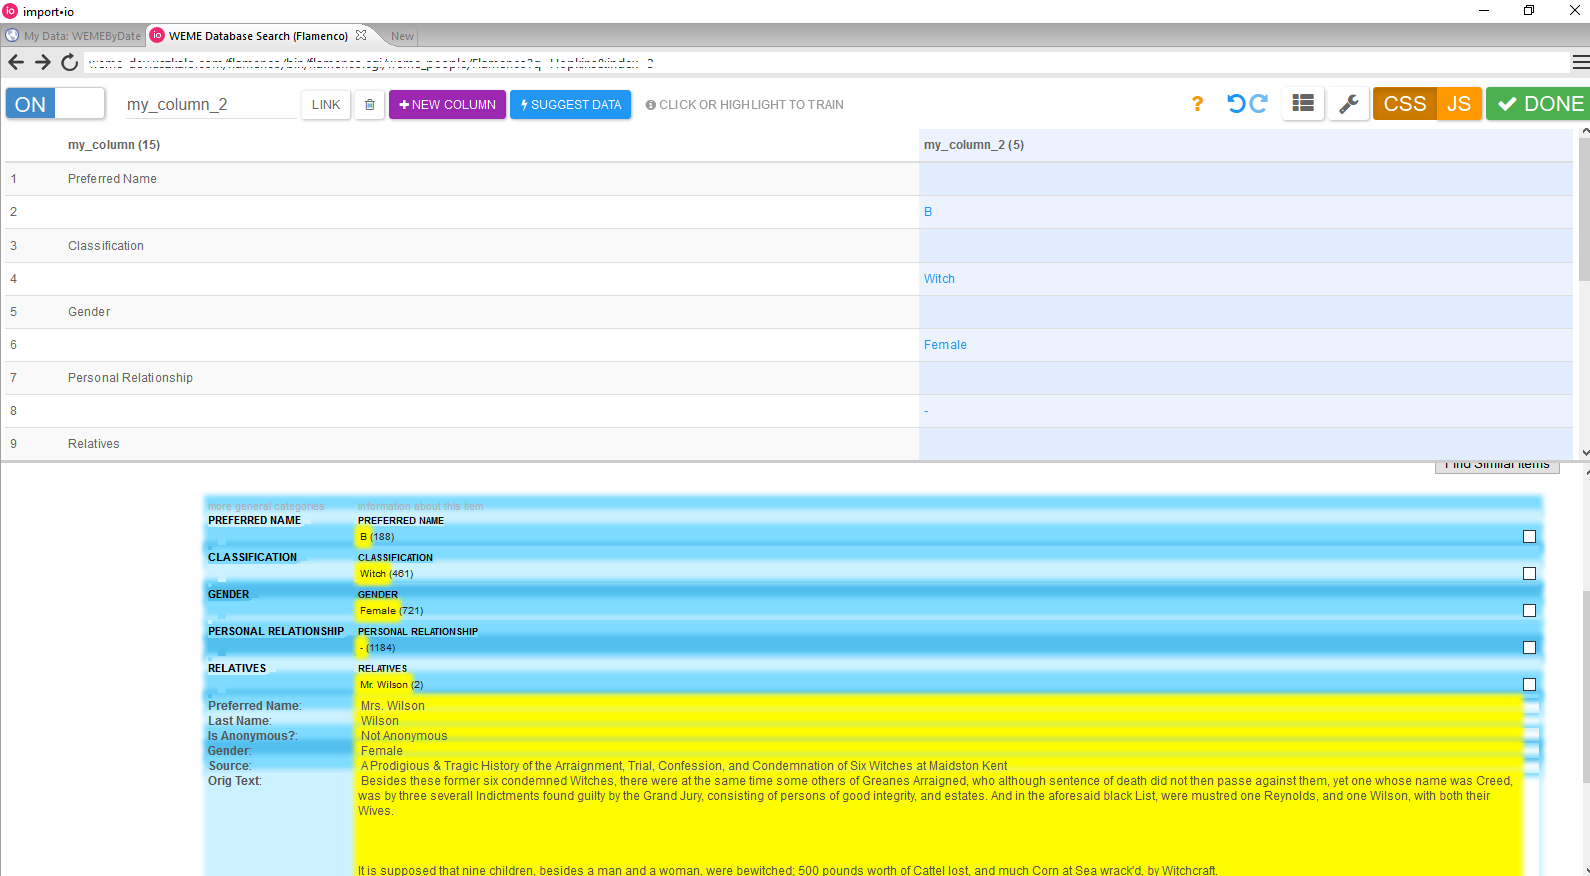 import•io
My Data: WEMEByDate
WEME Database Search (Flamenco)
New
ON
my_column_2
LINK
NEW COLUMN
SUGGEST DATA
CLICK OR HIGHLIGHT TO TRAIN
?
CSS
JS
DONE
my_column (15) my_column_2 (5)
1 Preferred Name
2 B
3 Classification
4 Witch
5 Gender
6 Female
7 Personal Relationship
8 -
9 Relatives
Find Similar Items
more general categories information about this item
PREFERRED NAME PREFERRED NAME
B (188)
CLASSIFICATION CLASSIFICATION
Witch (461)
GENDER GENDER
Female (721)
PERSONAL RELATIONSHIP PERSONAL RELATIONSHIP
- (1184)
RELATIVES RELATIVES
Mr. Wilson (2)
Preferred Name: Mrs. Wilson
Last Name: Wilson
Is Anonymous?: Not Anonymous
Gender: Female
Source: A Prodigious & Tragic History of the Arraignment, Trial, Confession, and Condemnation of Six Witches at Maidston Kent
Orig Text: Besides these former six condemned Witches, there were at the same time some others of Greanes Arraigned, who although sentence of death did not then passe against them, yet one whose name was Creed,
was by three severall Indictments found guilty by the Grand Jury, consisting of persons of good integrity, and estates. And in the aforesaid black List, were mustred one Reynolds, and one Wilson, with both their
Wives.
It is supposed that nine children, besides a man and a woman, were bewitched; 500 pounds worth of Cattel lost, and much Corn at Sea wrack'd, by Witchcraft.